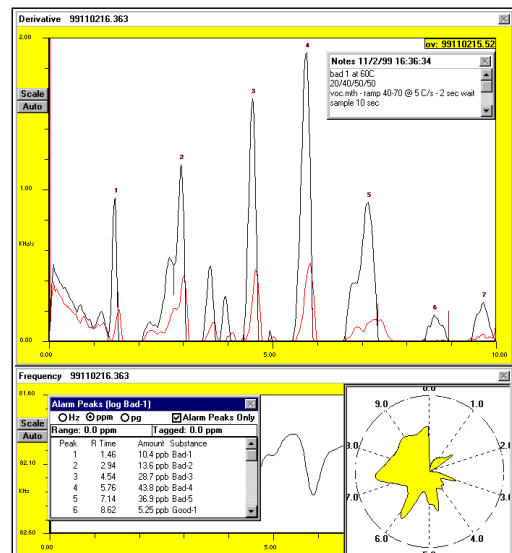 Derivative 99110216.363
2.00
ov: 99110215.52
Notes 11/2/99 16:36:34
bad 1 at 60C
20/40/50/50
voc.mth - ramp 40-70 @ 5 C/s - 2 sec wait
sample 10 sec
Scale
Auto
1.00
KHz/s
0.00
1
2
3
4
5
6
7
0.00
5.00
10.00
Frequency 99110216.363
81.60
Scale
Auto
82.10
KHz
82.60
Alarm Peaks (log Bad-1)
Hz ppm pg Alarm Peaks Only
Range: 0.0 ppm Tagged: 0.0 ppm
Peak R Time Amount Substance
1 1.46 10.4 ppb Bad-1
2 2.94 13.6 ppb Bad-2
3 4.54 28.7 ppb Bad-3
4 5.76 43.8 ppb Bad-4
5 7.14 36.9 ppb Bad-5
6 8.62 5.25 ppb Good-1
0.00
5.00
0.0
1.0
2.0
3.0
4.0
6.0
7.0
8.0
9.0